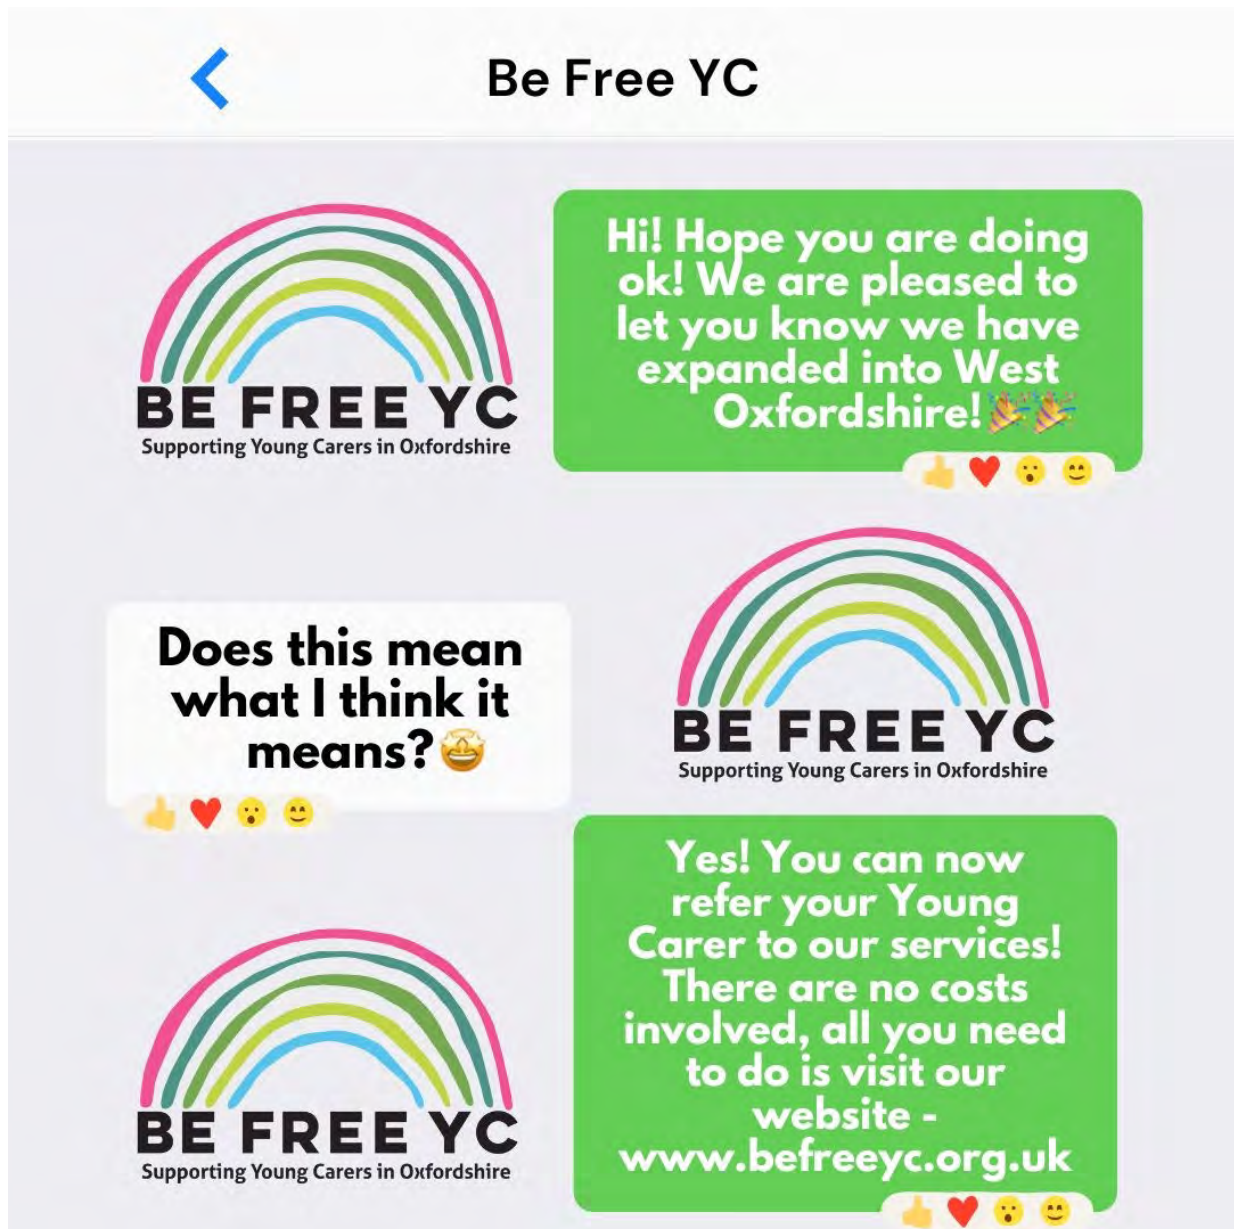 Be Free YC
BE FREE YC
Supporting Young Carers in Oxfordshire
Hi! Hope you are doing
ok! We are pleased to
let you know we have
expanded into West
Oxfordshire!🎉🎉
👍❤️😮😊
Does this mean
what I think it
means?🤩
👍❤️😮😊
BE FREE YC
Supporting Young Carers in Oxfordshire
BE FREE YC
Supporting Young Carers in Oxfordshire
Yes! You can now
refer your Young
Carer to our services!
There are no costs
involved, all you need
to do is visit our
website -
www.befreeyc.org.uk
👍❤️😮😊